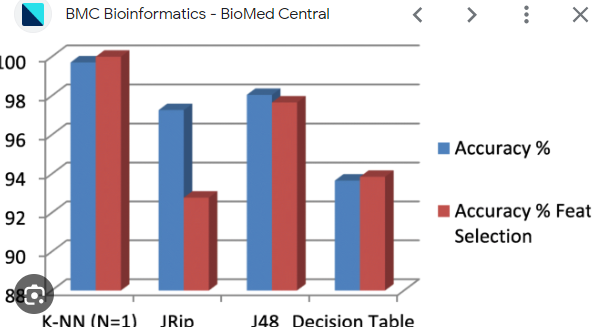 BMC Bioinformatics - BioMed Central
100
98
96
94
92
90
88
Accuracy %
Accuracy % Feat
Selection
K-NN (N=1) JRip J48 Decision Table